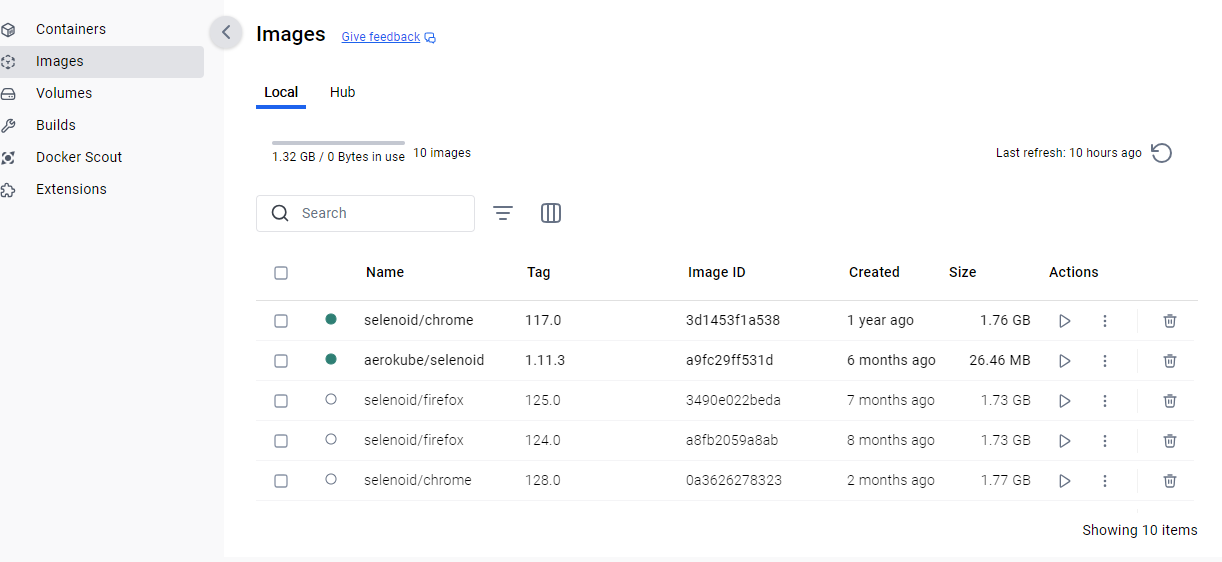 Containers
Images
Volumes
Builds
Docker Scout
Extensions
Images Give feedback
Local Hub
1.32 GB / 0 Bytes in use 10 images Last refresh: 10 hours ago
Search
Name Tag Image ID Created Size Actions
selenoid/chrome 117.0 3d1453f1a538 1 year ago 1.76 GB
aerokube/selenoid 1.11.3 a9fc29ff531d 6 months ago 26.46 MB
selenoid/firefox 125.0 3490e022beda 7 months ago 1.73 GB
selenoid/firefox 124.0 a8fb2059a8ab 8 months ago 1.73 GB
selenoid/chrome 128.0 0a3626278323 2 months ago 1.77 GB
Showing 10 items